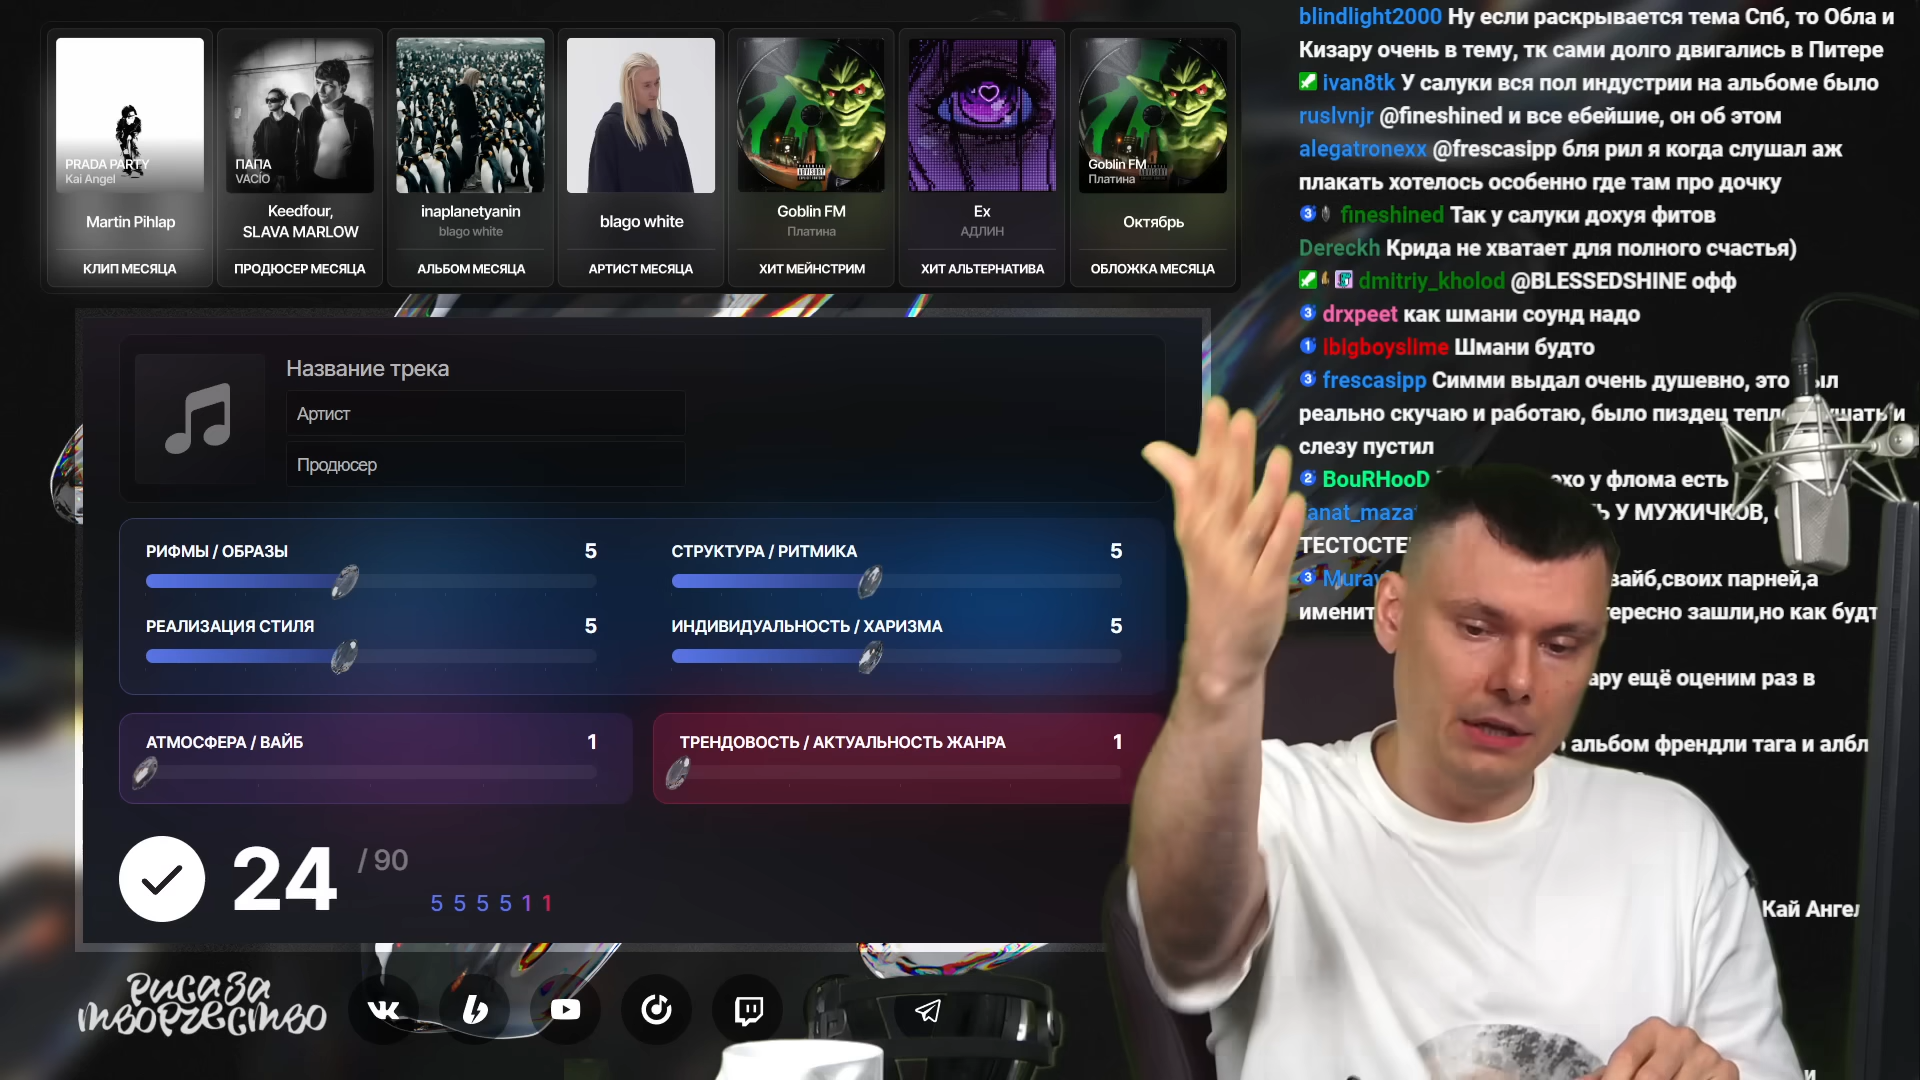 PRADA PARTY
Kai Angel
Martin Pihlap
КЛИП МЕСЯЦА
ПАПА
VACÍO
Keedfour,
SLAVA MARLOW
ПРОДЮСЕР МЕСЯЦА
inaplanetyanin
blago white
АЛЬБОМ МЕСЯЦА
blago white
АРТИСТ МЕСЯЦА
Goblin FM
Платина
ХИТ МЕЙНСТРИМ
Ex
АДЛИН
ХИТ АЛЬТЕРНАТИВА
Goblin FM
Платина
Октябрь
ОБЛОЖКА МЕСЯЦА
Название трека
Артист
Продюсер
РИФМЫ / ОБРАЗЫ 5
СТРУКТУРА / РИТМИКА 5
РЕАЛИЗАЦИЯ СТИЛЯ 5
ИНДИВИДУАЛЬНОСТЬ / ХАРИЗМА 5
АТМОСФЕРА / ВАЙБ 1
ТРЕНДОВОСТЬ / АКТУАЛЬНОСТЬ ЖАНРА 1
24 / 90
5 5 5 5 1 1
РИСАЗА
ТВОРЧЕСТВО
blindlight2000 Ну если раскрывается тема Спб, то Обла и
Кизару очень в тему, тк сами долго двигались в Питере
ivan8tk У салуки вся пол индустрии на альбоме было
ruslvnjr @fineshined и все ебейшие, он об этом
alegatronexx @frescasipp бля рил я когда слушал аж
плакать хотелось особенно где там про дочку
fineshined Так у салуки дохуя фитов
Dereckh Крида не хватает для полного счастья)
dmitriy_kholod @BLESSEDSHINE офф
drxpeet как шмани соунд надо
lblgboyslime Шмани будто
frescasipp Симми выдал очень душевно, это
реально скучаю и работаю, было пиздец
слезу пустил
BouRHooD у флома есть
У МУЖИЧКОВ,
вайб,своих парней,а
зашли,но как будт
ещё оценим раз в
альбом френдли тага и
Кай Ангел